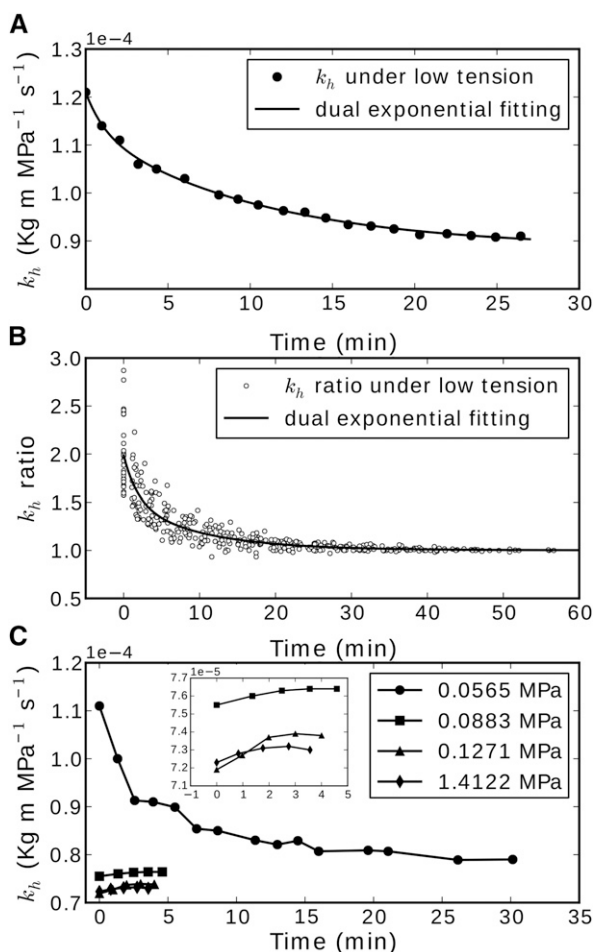 A
1e−4
1.3
1.2
1.1
1.0
0.9
0.8
k_h (Kg m MPa⁻¹ s⁻¹)
k_h under low tension
dual exponential fitting
0 5 10 15 20 25 30
Time (min)
B
3.0
2.5
2.0
1.5
1.0
0.5
k_h ratio
k_h ratio under low tension
dual exponential fitting
0 10 20 30 40 50 60
Time (min)
C
1e−4
1.2
1.1
1.0
0.9
0.8
0.7
k_h (Kg m MPa⁻¹ s⁻¹)
1e−5
7.7
7.6
7.5
7.4
7.3
7.2
7.1
−1 0 1 2 3 4 5
0.0565 MPa
0.0883 MPa
0.1271 MPa
1.4122 MPa
0 5 10 15 20 25 30 35
Time (min)